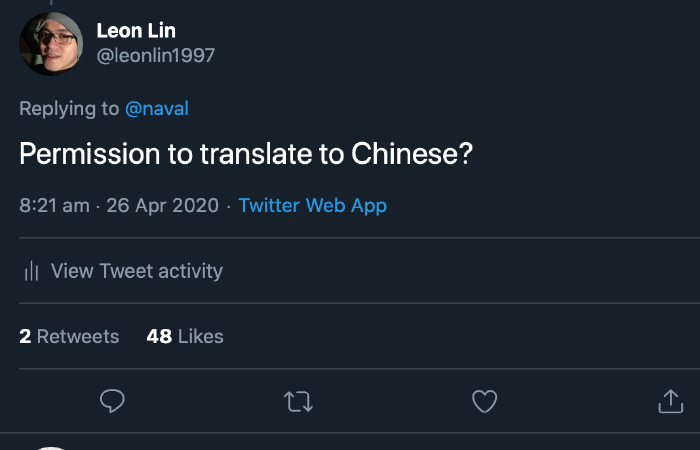 Leon Lin
@leonlin1997
Replying to @naval
Permission to translate to Chinese?
8:21 am · 26 Apr 2020 · Twitter Web App
View Tweet activity
2 Retweets 48 Likes